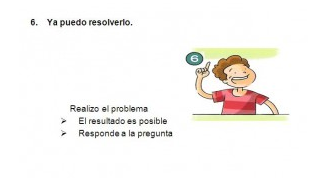 6. Ya puedo resolverlo.
6
Realizo el problema
➤ El resultado es posible
➤ Responde a la pregunta